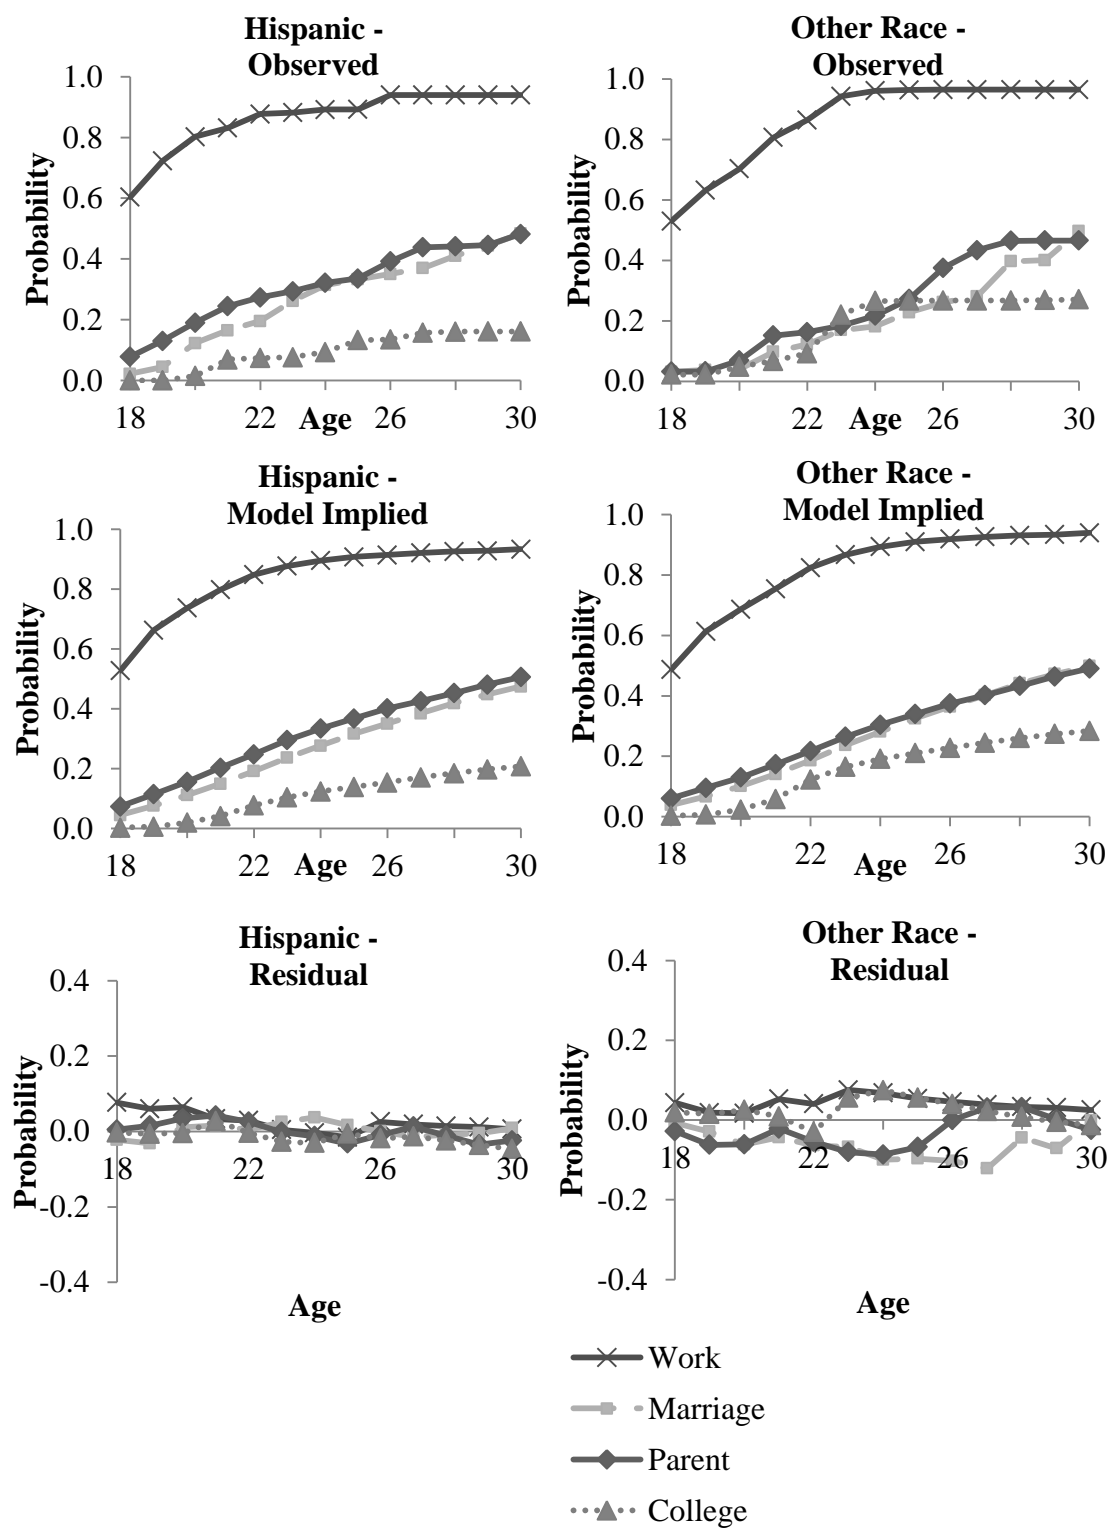 Hispanic -
Observed
1.0
0.8
0.6
0.4
0.2
0.0
Probability
18 22 Age 26 30
Other Race -
Observed
1.0
0.8
0.6
0.4
0.2
0.0
Probability
18 22 Age 26 30
Hispanic -
Model Implied
1.0
0.8
0.6
0.4
0.2
0.0
Probability
18 22 Age 26 30
Other Race -
Model Implied
1.0
0.8
0.6
0.4
0.2
0.0
Probability
18 22 Age 26 30
Hispanic -
Residual
0.4
0.2
0.0
-0.2
-0.4
Probability
18 22 26 30
Age
Other Race -
Residual
0.4
0.2
0.0
-0.2
-0.4
Probability
18 22 26 30
Age
Work
Marriage
Parent
College